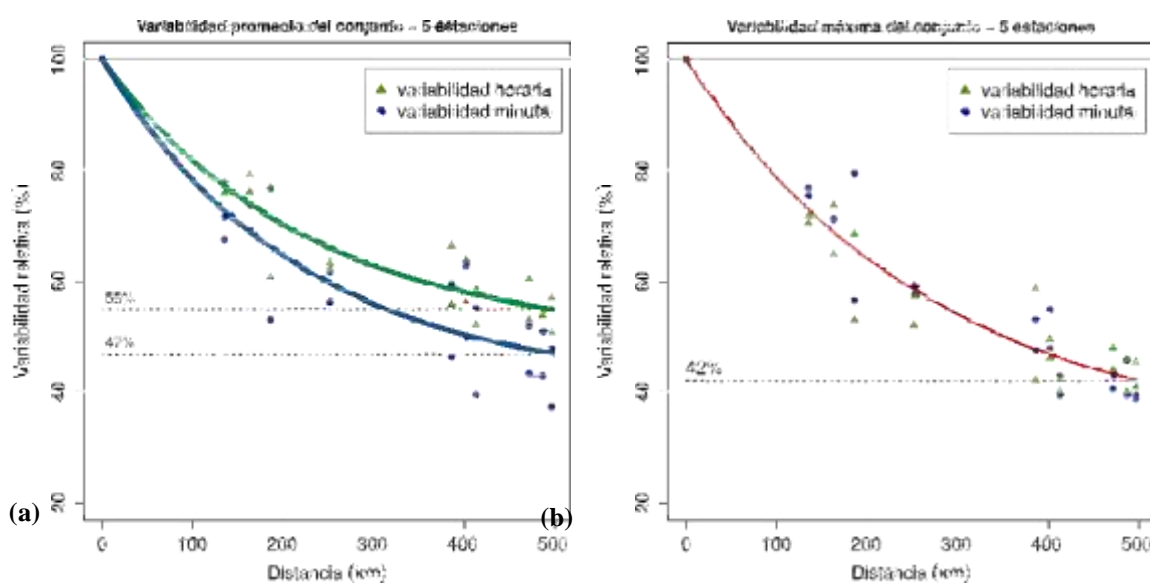 Variabilidad promedio del conjunto – 5 estaciones
Variabilidad relativa (%)
100
80
60
40
20
variabilidad horaria
variabilidad minuta
55%
47%
(a)
0 100 200 300 400 500
Distancia (km)
Variabilidad máxima del conjunto – 5 estaciones
Variabilidad relativa (%)
100
80
60
40
20
variabilidad horaria
variabilidad minuta
42%
(b)
0 100 200 300 400 500
Distancia (km)